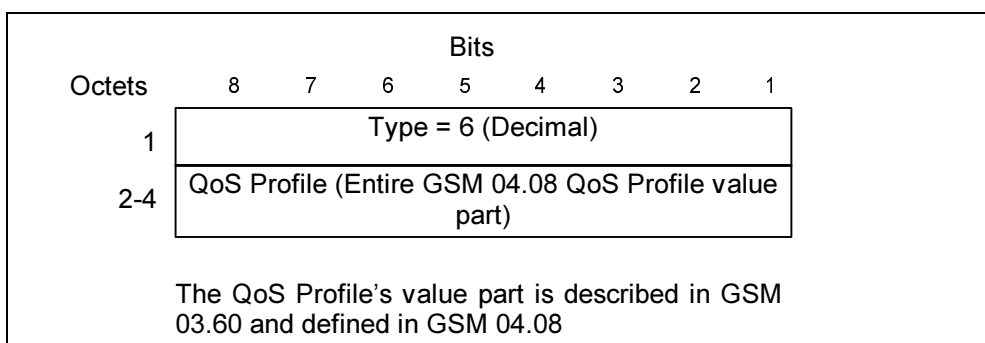 Bits
Octets 8 7 6 5 4 3 2 1
1 Type = 6 (Decimal)
2-4 QoS Profile (Entire GSM 04.08 QoS Profile value
part)
The QoS Profile's value part is described in GSM
03.60 and defined in GSM 04.08